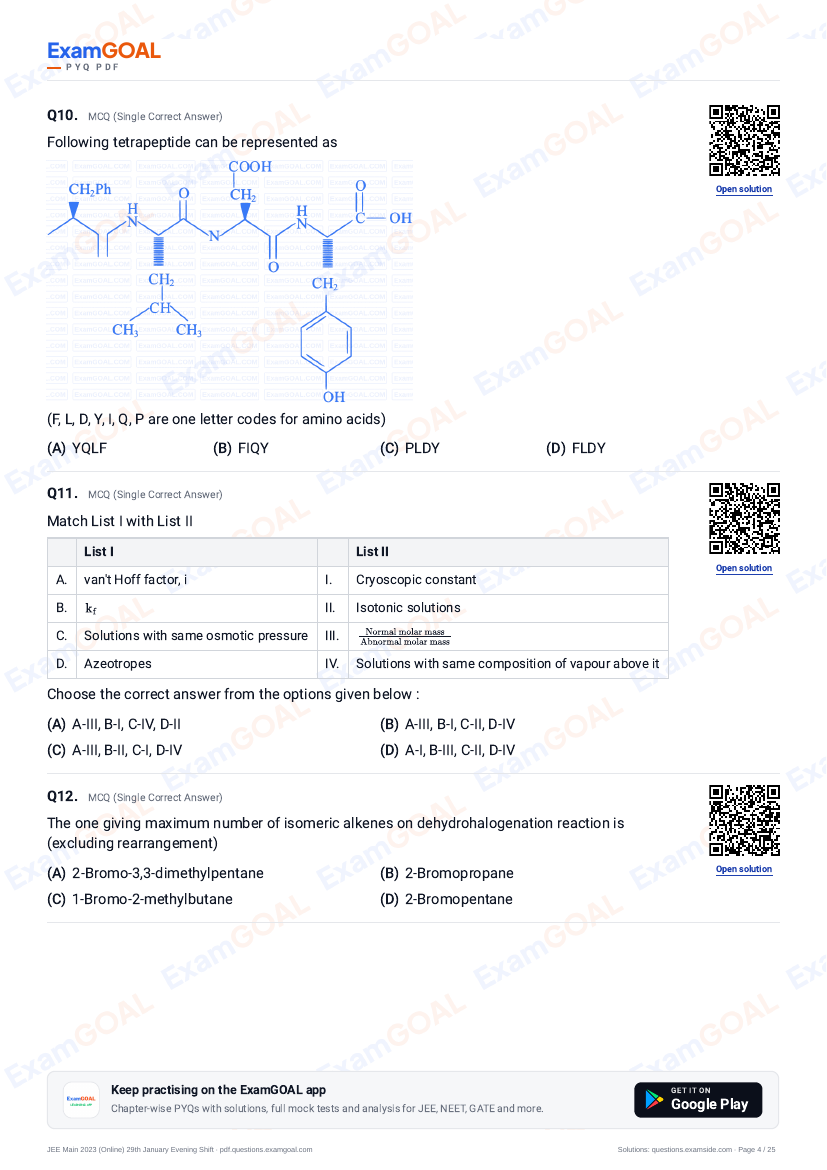 ExamGOAL
PYQ PDF
Q10. MCQ (Single Correct Answer)
Open solution
Following tetrapeptide can be represented as
COOH
CH2Ph
O
CH2
O
H
N
H
N
C
OH
N
O
CH2
CH2
CH
CH3
CH3
OH
(F, L, D, Y, I, Q, P are one letter codes for amino acids)
(A) YQLF (B) FIQY (C) PLDY (D) FLDY
Q11. MCQ (Single Correct Answer)
Open solution
Match List I with List II
List I List II
A. van't Hoff factor, i I. Cryoscopic constant
B. kf II. Isotonic solutions
C. Solutions with same osmotic pressure III. Normal molar mass / Abnormal molar mass
D. Azeotropes IV. Solutions with same composition of vapour above it
Choose the correct answer from the options given below :
(A) A-III, B-I, C-IV, D-II (B) A-III, B-I, C-II, D-IV
(C) A-III, B-II, C-I, D-IV (D) A-I, B-III, C-II, D-IV
Q12. MCQ (Single Correct Answer)
Open solution
The one giving maximum number of isomeric alkenes on dehydrohalogenation reaction is
(excluding rearrangement)
(A) 2-Bromo-3,3-dimethylpentane (B) 2-Bromopropane
(C) 1-Bromo-2-methylbutane (D) 2-Bromopentane
ExamGOAL
Keep practising on the ExamGOAL app
Chapter-wise PYQs with solutions, full mock tests and analysis for JEE, NEET, GATE and more.
GET IT ON
Google Play
JEE Main 2023 (Online) 29th January Evening Shift · pdf.questions.examgoal.com Solutions: questions.examside.com · Page 4 / 25